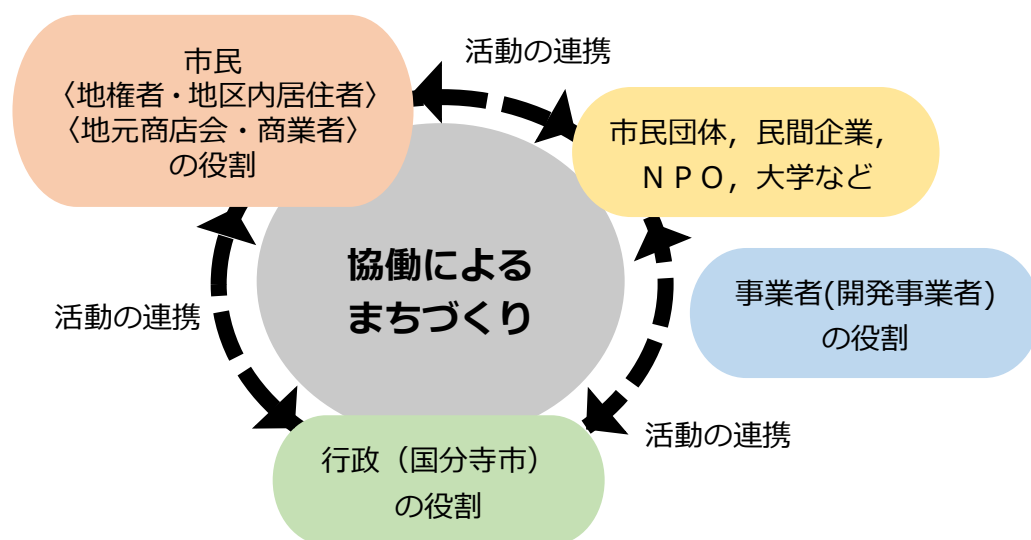 活動の連携
市民
〈地権者・地区内居住者〉
〈地元商店会・商業者〉
の役割
市民団体，民間企業，
ＮＰＯ，大学など
協働による
まちづくり
事業者(開発事業者)
の役割
活動の連携
活動の連携
行政（国分寺市）
の役割